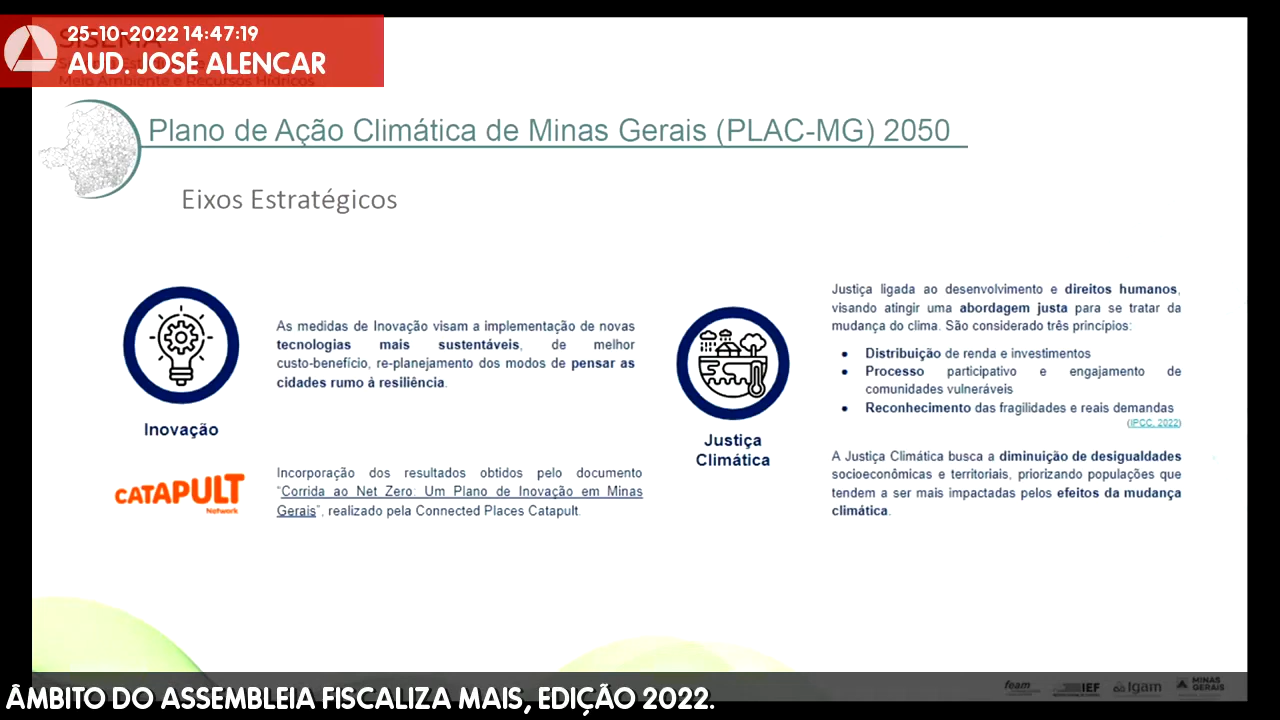 25-10-2022 14:47:19
AUD. JOSÉ ALENCAR
SISEMA
Meio Ambiente e Recursos Hídricos
Plano de Ação Climática de Minas Gerais (PLAC-MG) 2050
Eixos Estratégicos
As medidas de Inovação visam a implementação de novas
tecnologias mais sustentáveis, de melhor
custo-benefício, re-planejamento dos modos de pensar as
cidades rumo à resiliência.
Inovação
CATAPULT
Network
Incorporação dos resultados obtidos pelo documento
“Corrida ao Net Zero: Um Plano de Inovação em Minas
Gerais”, realizado pela Connected Places Catapult.
Justiça
Climática
Justiça ligada ao desenvolvimento e direitos humanos,
visando atingir uma abordagem justa para se tratar da
mudança do clima. São considerado três princípios:
● Distribuição de renda e investimentos
● Processo participativo e engajamento de
comunidades vulneráveis
● Reconhecimento das fragilidades e reais demandas
(IPCC, 2022)
A Justiça Climática busca a diminuição de desigualdades
socioeconômicas e territoriais, priorizando populações que
tendem a ser mais impactadas pelos efeitos da mudança
climática.
feam
IEF
Igam
MINAS
GERAIS
ÂMBITO DO ASSEMBLEIA FISCALIZA MAIS, EDIÇÃO 2022.